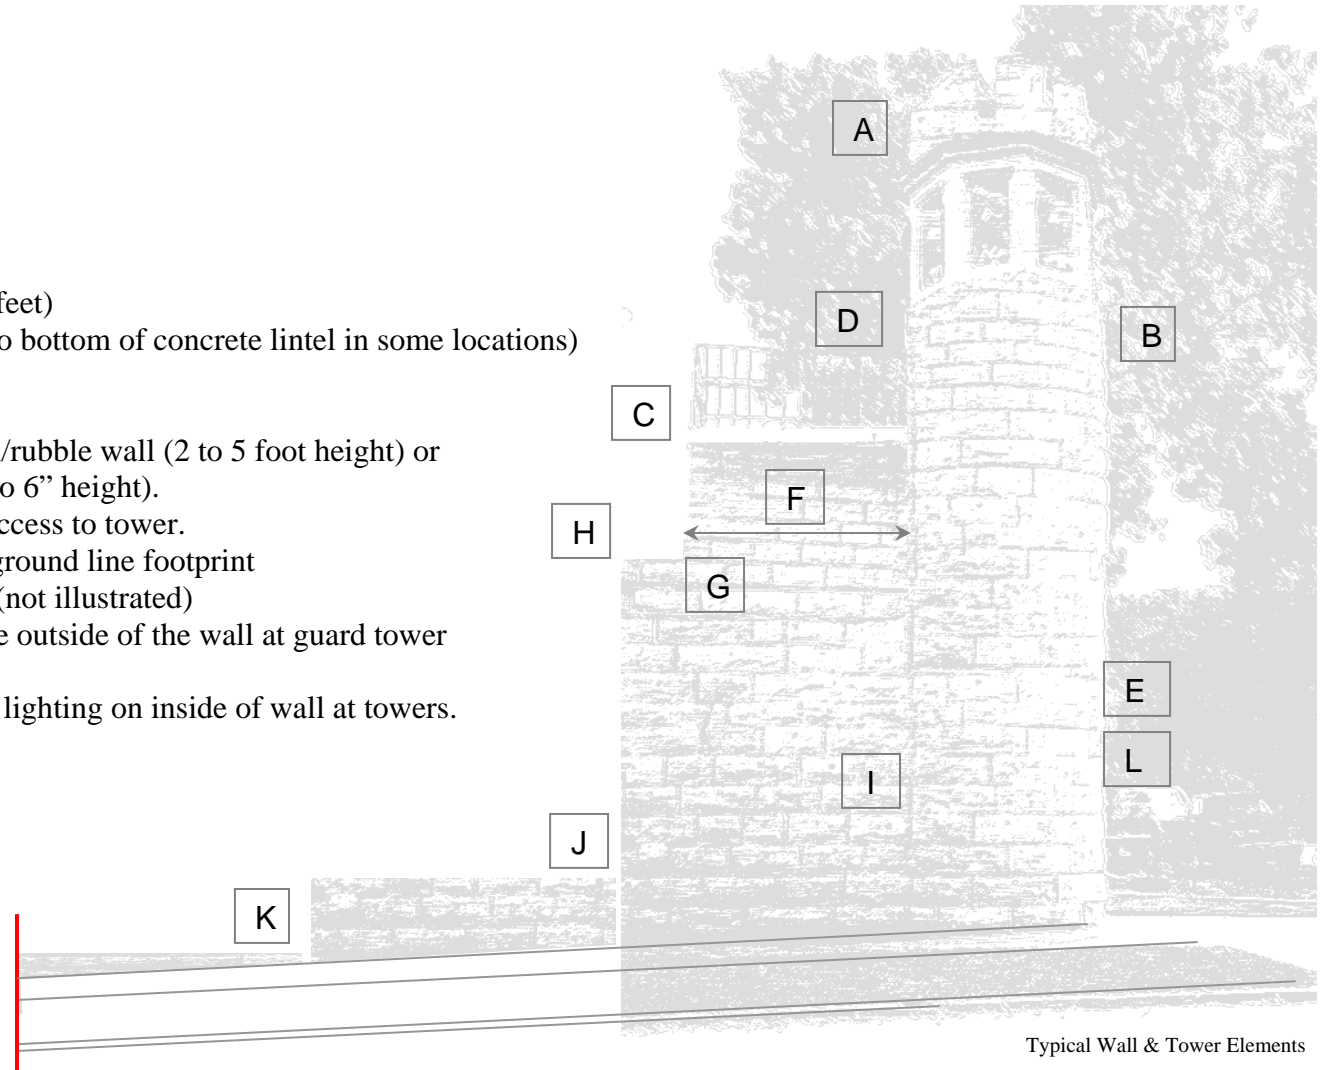 A
feet)
D
B
o bottom of concrete lintel in some locations)
C
/rubble wall (2 to 5 foot height) or
o 6” height).
F
ccess to tower.
H
ground line footprint
G
(not illustrated)
e outside of the wall at guard tower
E
lighting on inside of wall at towers.
L
I
J
K
Typical Wall & Tower Elements